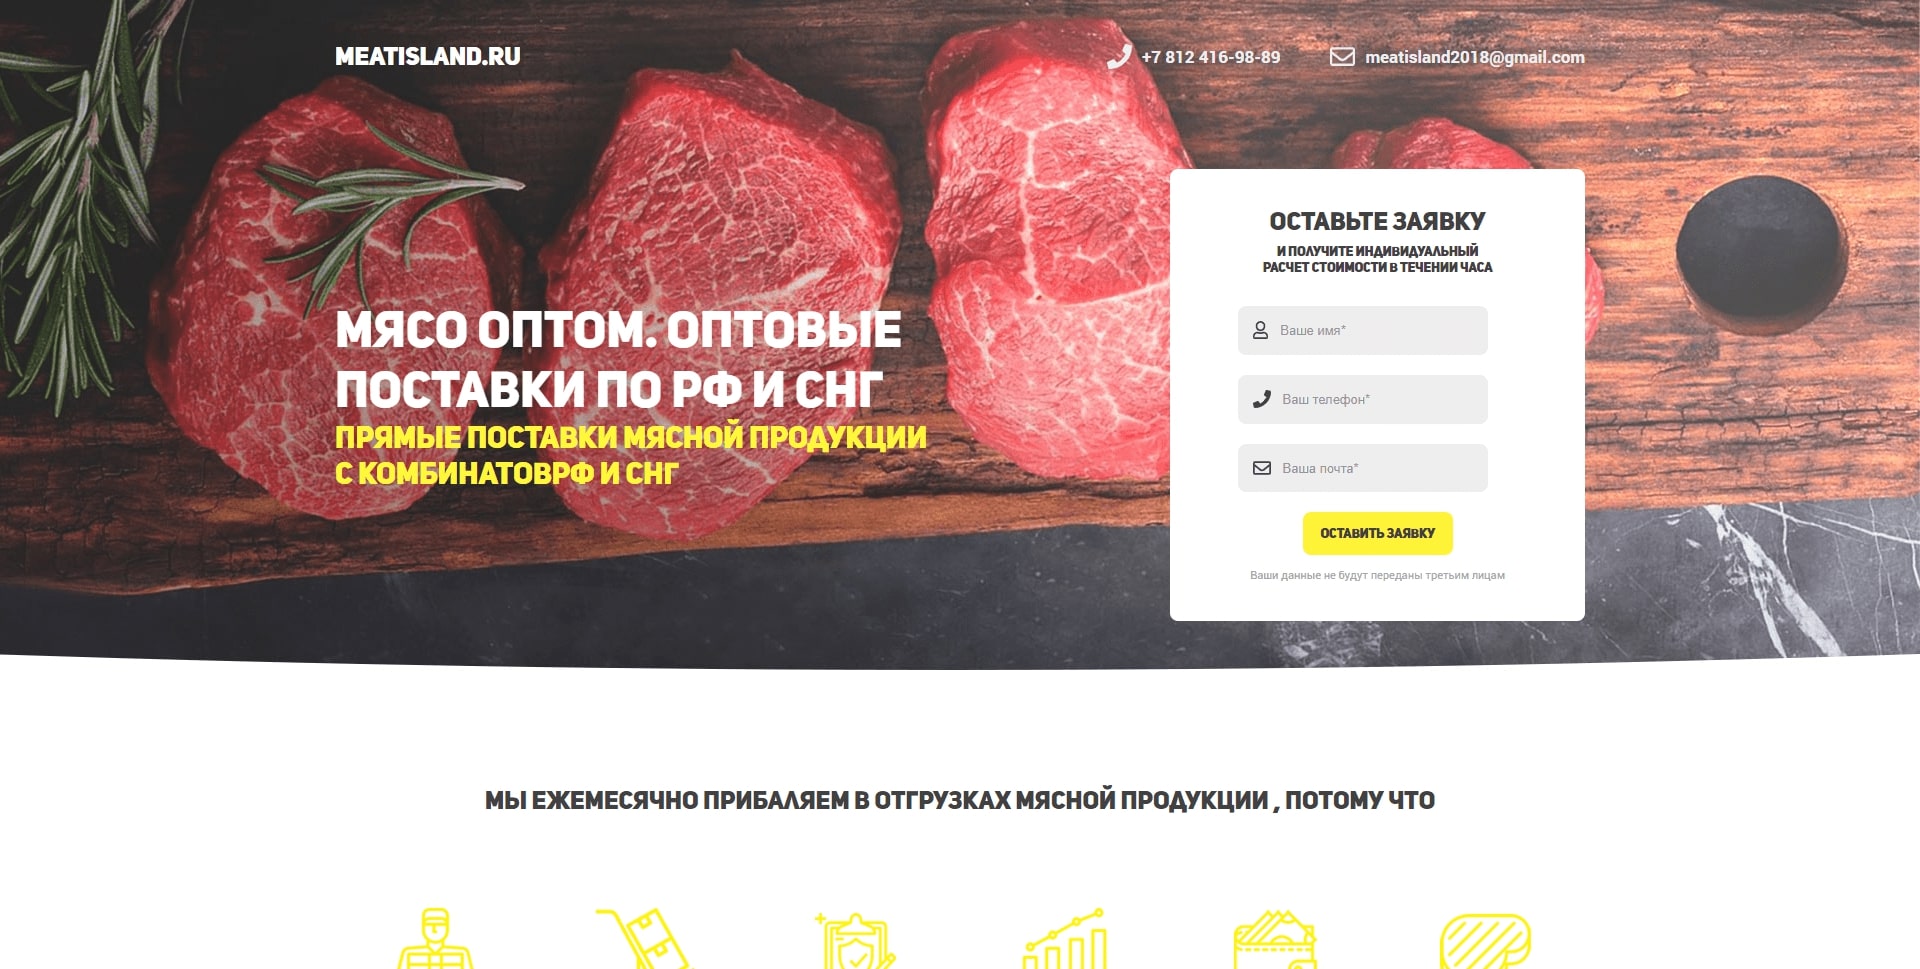 MEATISLAND.RU
+7 812 416-98-89
meatisland2018@gmail.com
МЯСО ОПТОМ. ОПТОВЫЕ
ПОСТАВКИ ПО РФ И СНГ
ПРЯМЫЕ ПОСТАВКИ МЯСНОЙ ПРОДУКЦИИ
С КОМБИНАТОВРФ И СНГ
ОСТАВЬТЕ ЗАЯВКУ
И ПОЛУЧИТЕ ИНДИВИДУАЛЬНЫЙ
РАСЧЕТ СТОИМОСТИ В ТЕЧЕНИИ ЧАСА
Ваше имя*
Ваш телефон*
Ваша почта*
ОСТАВИТЬ ЗАЯВКУ
Ваши данные не будут переданы третьим лицам
МЫ ЕЖЕМЕСЯЧНО ПРИБАЛЯЕМ В ОТГРУЗКАХ МЯСНОЙ ПРОДУКЦИИ , ПОТОМУ ЧТО